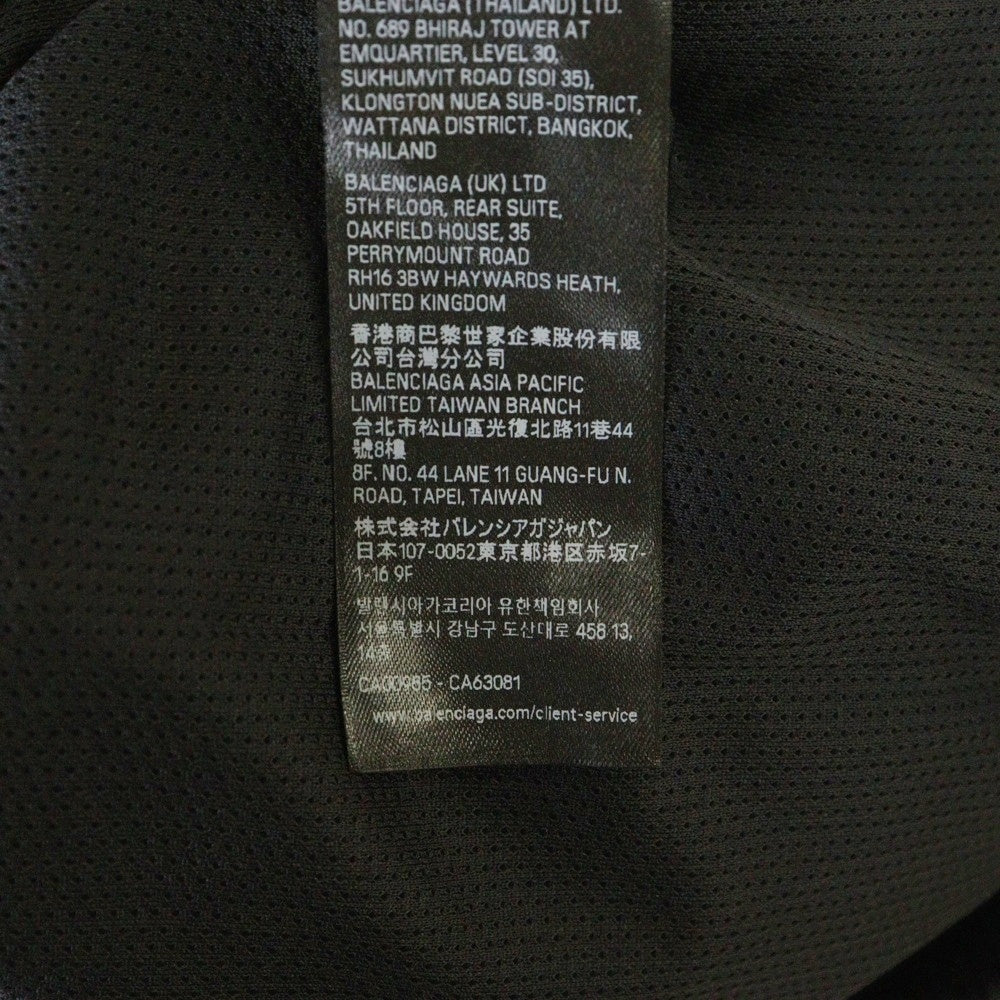 BALENCIAGA (THAILAND) LTD.
NO. 689 BHIRAJ TOWER AT
EMQUARTIER, LEVEL 30,
SUKHUMVIT ROAD (SOI 35),
KLONGTON NUEA SUB-DISTRICT,
WATTANA DISTRICT, BANGKOK,
THAILAND
BALENCIAGA (UK) LTD
5TH FLOOR, REAR SUITE,
OAKFIELD HOUSE, 35
PERRYMOUNT ROAD
RH16 3BW HAYWARDS HEATH,
UNITED KINGDOM
香港商巴黎世家企業股份有限
公司台灣分公司
BALENCIAGA ASIA PACIFIC
LIMITED TAIWAN BRANCH
台北市松山區光復北路11巷44
號8樓
8F. NO. 44 LANE 11 GUANG-FU N.
ROAD, TAPEI, TAIWAN
株式会社バレンシアガジャパン
日本107-0052東京都港区赤坂7-
1-16 9F
발렌시아가코리아 유한책임회사
서울특별시 강남구 도산대로 458 13,
14층
CA00985 - CA63081
www.balenciaga.com/client-service